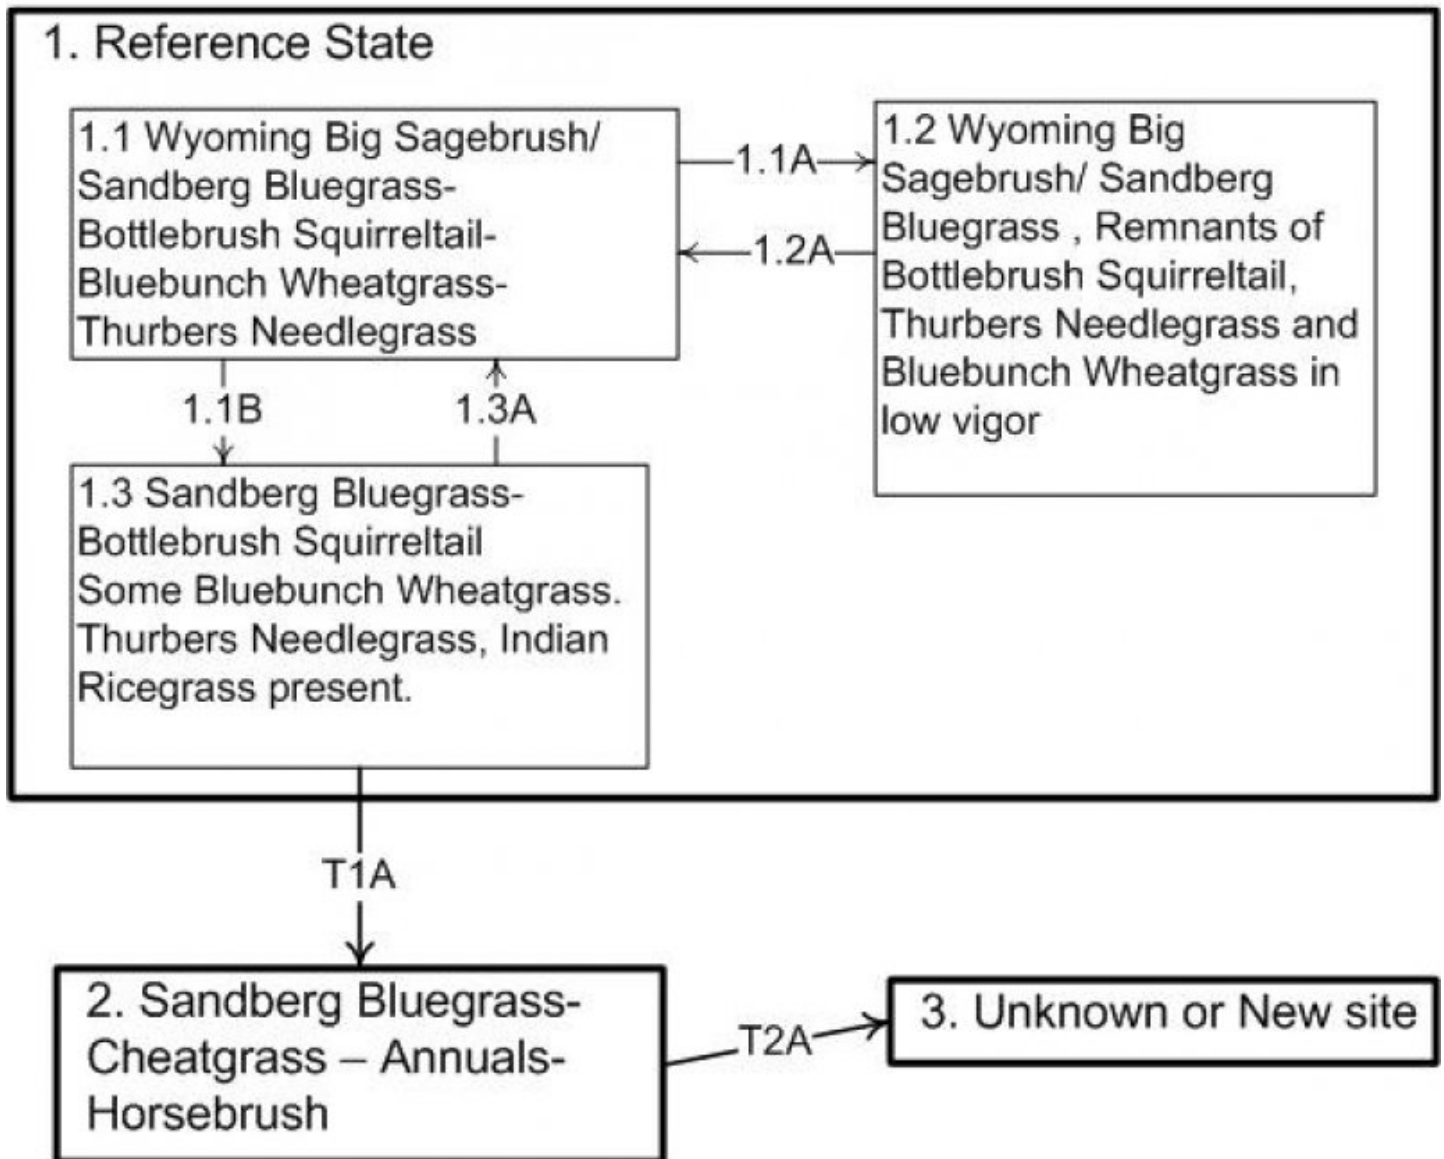 1. Reference State
1.1 Wyoming Big Sagebrush/
Sandberg Bluegrass-
Bottlebrush Squirreltail-
Bluebunch Wheatgrass-
Thurbers Needlegrass
1.1A
1.2A
1.2 Wyoming Big
Sagebrush/ Sandberg
Bluegrass , Remnants of
Bottlebrush Squirreltail,
Thurbers Needlegrass and
Bluebunch Wheatgrass in
low vigor
1.1B
1.3A
1.3 Sandberg Bluegrass-
Bottlebrush Squirreltail
Some Bluebunch Wheatgrass.
Thurbers Needlegrass, Indian
Ricegrass present.
T1A
2. Sandberg Bluegrass-
Cheatgrass – Annuals-
Horsebrush
T2A
3. Unknown or New site